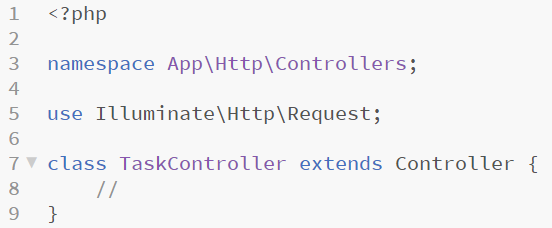 1 <?php
2
3 namespace App\Http\Controllers;
4
5 use Illuminate\Http\Request;
6
7 class TaskController extends Controller {
8     //
9 }